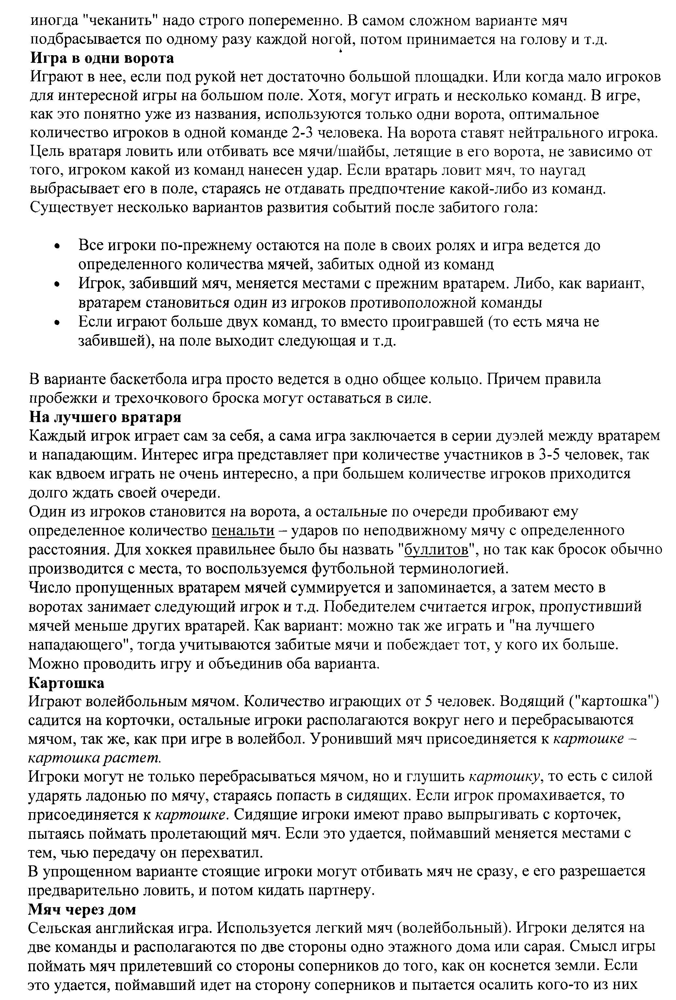 иногда "чеканить" надо строго попеременно. В самом сложном варианте мяч
подбрасывается по одному разу каждой ногой, потом принимается на голову и т.д.
Игра в одни ворота
Играют в нее, если под рукой нет достаточно большой площадки. Или когда мало игроков
для интересной игры на большом поле. Хотя, могут играть и несколько команд. В игре,
как это понятно уже из названия, используются только одни ворота, оптимальное
количество игроков в одной команде 2-3 человека. На ворота ставят нейтрального игрока.
Цель вратаря ловить или отбивать все мячи/шайбы, летящие в его ворота, не зависимо от
того, игроком какой из команд нанесен удар. Если вратарь ловит мяч, то наугад
выбрасывает его в поле, стараясь не отдавать предпочтение какой-либо из команд.
Существует несколько вариантов развития событий после забитого гола:
• Все игроки по-прежнему остаются на поле в своих ролях и игра ведется до
определенного количества мячей, забитых одной из команд
• Игрок, забивший мяч, меняется местами с прежним вратарем. Либо, как вариант,
вратарем становиться один из игроков противоположной команды
• Если играют больше двух команд, то вместо проигравшей (то есть мяча не
забившей), на поле выходит следующая и т.д.
В варианте баскетбола игра просто ведется в одно общее кольцо. Причем правила
пробежки и трехочкового броска могут оставаться в силе.
На лучшего вратаря
Каждый игрок играет сам за себя, а сама игра заключается в серии дуэлей между вратарем
и нападающим. Интерес игра представляет при количестве участников в 3-5 человек, так
как вдвоем играть не очень интересно, а при большем количестве игроков приходится
долго ждать своей очереди.
Один из игроков становится на ворота, а остальные по очереди пробивают ему
определенное количество пенальти – ударов по неподвижному мячу с определенного
расстояния. Для хоккея правильнее было бы назвать "буллитов", но так как бросок обычно
производится с места, то воспользуемся футбольной терминологией.
Число пропущенных вратарем мячей суммируется и запоминается, а затем место в
воротах занимает следующий игрок и т.д. Победителем считается игрок, пропустивший
мячей меньше других вратарей. Как вариант: можно так же играть и "на лучшего
нападающего", тогда учитываются забитые мячи и побеждает тот, у кого их больше.
Можно проводить игру и объединив оба варианта.
Картошка
Играют волейбольным мячом. Количество играющих от 5 человек. Водящий ("картошка")
садится на корточки, остальные игроки располагаются вокруг него и перебрасываются
мячом, так же, как при игре в волейбол. Уронивший мяч присоединяется к картошке –
картошка растет.
Игроки могут не только перебрасываться мячом, но и глушить картошку, то есть с силой
ударять ладонью по мячу, стараясь попасть в сидящих. Если игрок промахивается, то
присоединяется к картошке. Сидящие игроки имеют право выпрыгивать с корточек,
пытаясь поймать пролетающий мяч. Если это удается, поймавший меняется местами с
тем, чью передачу он перехватил.
В упрощенном варианте стоящие игроки могут отбивать мяч не сразу, е его разрешается
предварительно ловить, и потом кидать партнеру.
Мяч через дом
Сельская английская игра. Используется легкий мяч (волейбольный). Игроки делятся на
две команды и располагаются по две стороны одно этажного дома или сарая. Смысл игры
поймать мяч прилетевший со стороны соперников до того, как он коснется земли. Если
это удается, поймавший идет на сторону соперников и пытается осалить кого-то из них